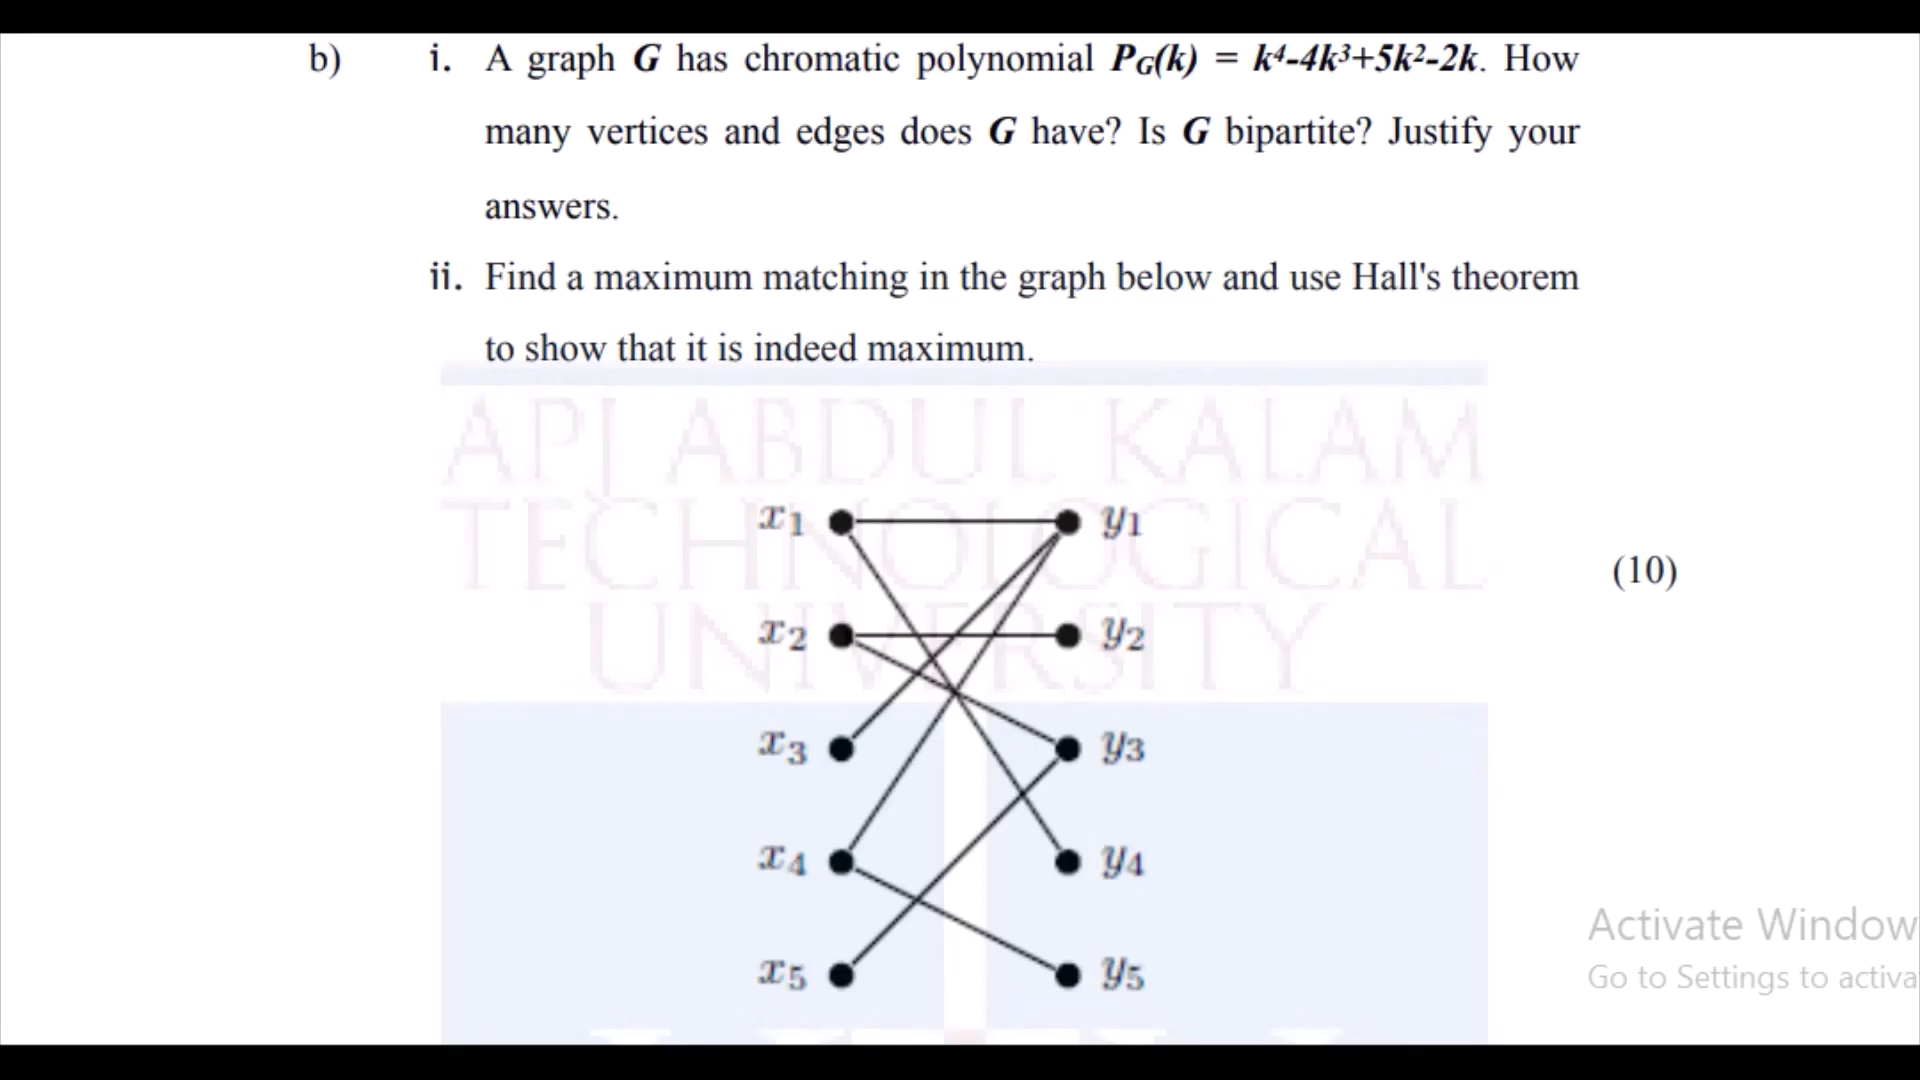 b) i. A graph G has chromatic polynomial P_G(k) = k⁴-4k³+5k²-2k. How
many vertices and edges does G have? Is G bipartite? Justify your
answers.
ii. Find a maximum matching in the graph below and use Hall's theorem
to show that it is indeed maximum.
API ABDUL KALAM
TECHNOLOGICAL
UNIVERSITY
x₁ y₁
(10)
x₂ y₂
x₃ y₃
x₄ y₄
x₅ y₅
Activate Window
Go to Settings to activa